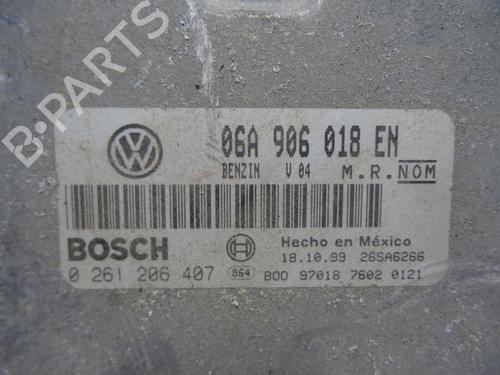 B-PARTS
06A 906 018 EN
BENZIN V 04 M.R.NOM
BOSCH
Hecho en México
18.10.99 26SA6266
0 261 206 407 864 B00 97018 7602 0121